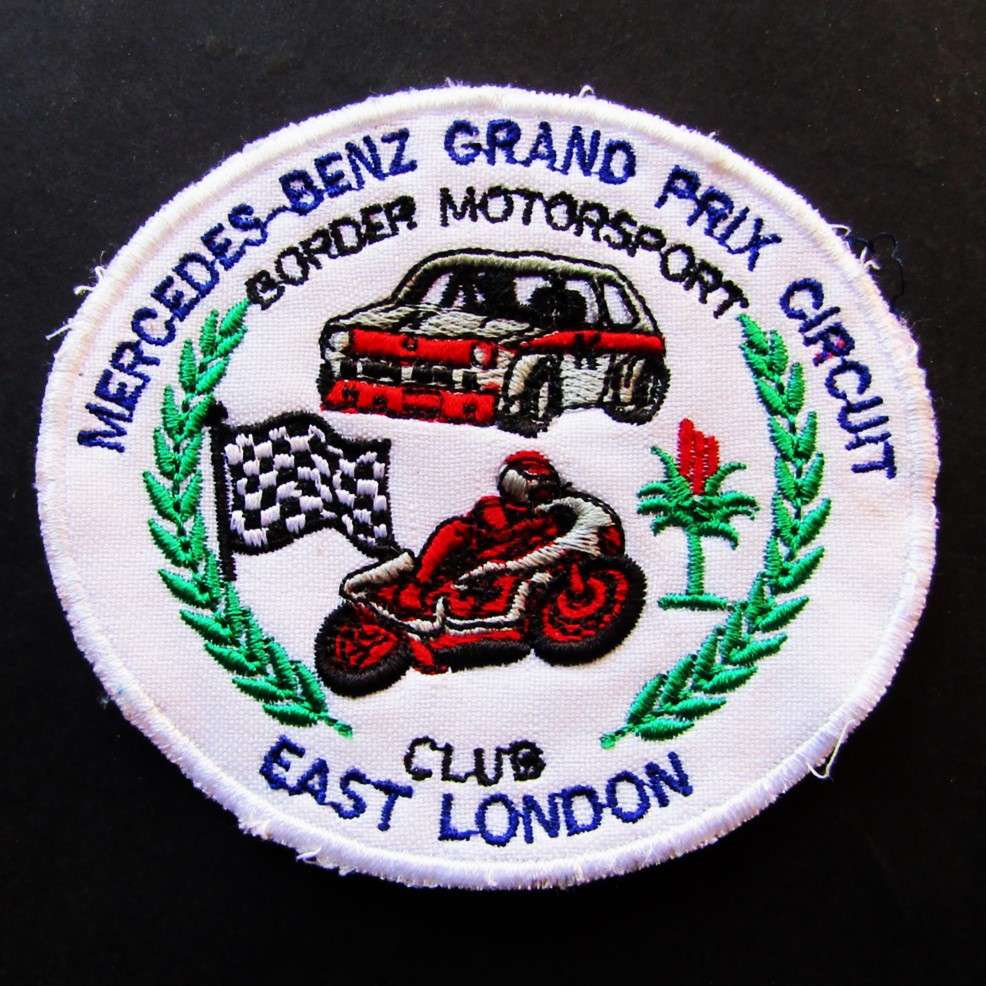 MERCEDES-BENZ GRAND PRIX CIRCUIT
BORDER MOTORSPORT
CLUB
EAST LONDON